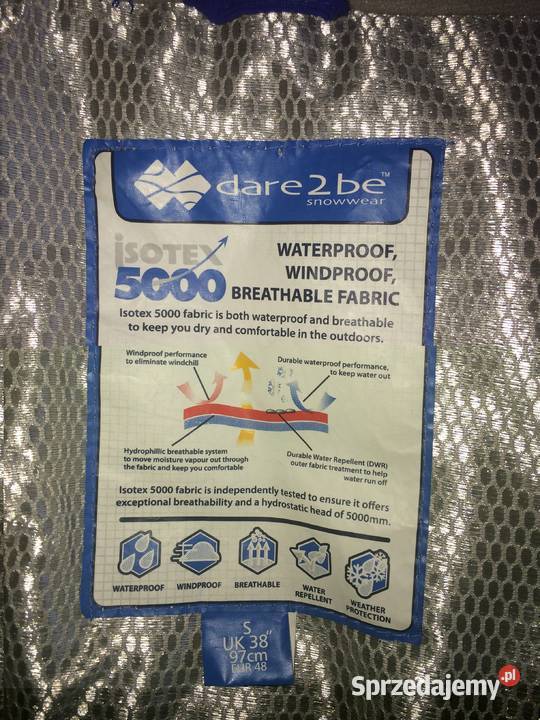 dare2be™
snowwear
ISOTEX
5000
WATERPROOF,
WINDPROOF,
BREATHABLE FABRIC
Isotex 5000 fabric is both waterproof and breathable
to keep you dry and comfortable in the outdoors.
Windproof performance
to eliminate windchill
Durable waterproof performance,
to keep water out
Hydrophillic breathable system
to move moisture vapour out through
the fabric and keep you comfortable
Durable Water Repellent (DWR)
outer fabric treatment to help
water run off
Isotex 5000 fabric is independently tested to ensure it offers
exceptional breathability and a hydrostatic head of 5000mm.
WATERPROOF
WINDPROOF
BREATHABLE
WATER
REPELLENT
WEATHER
PROTECTION
S
UK 38"
97cm
EUR 48
Sprzedajemy.pl